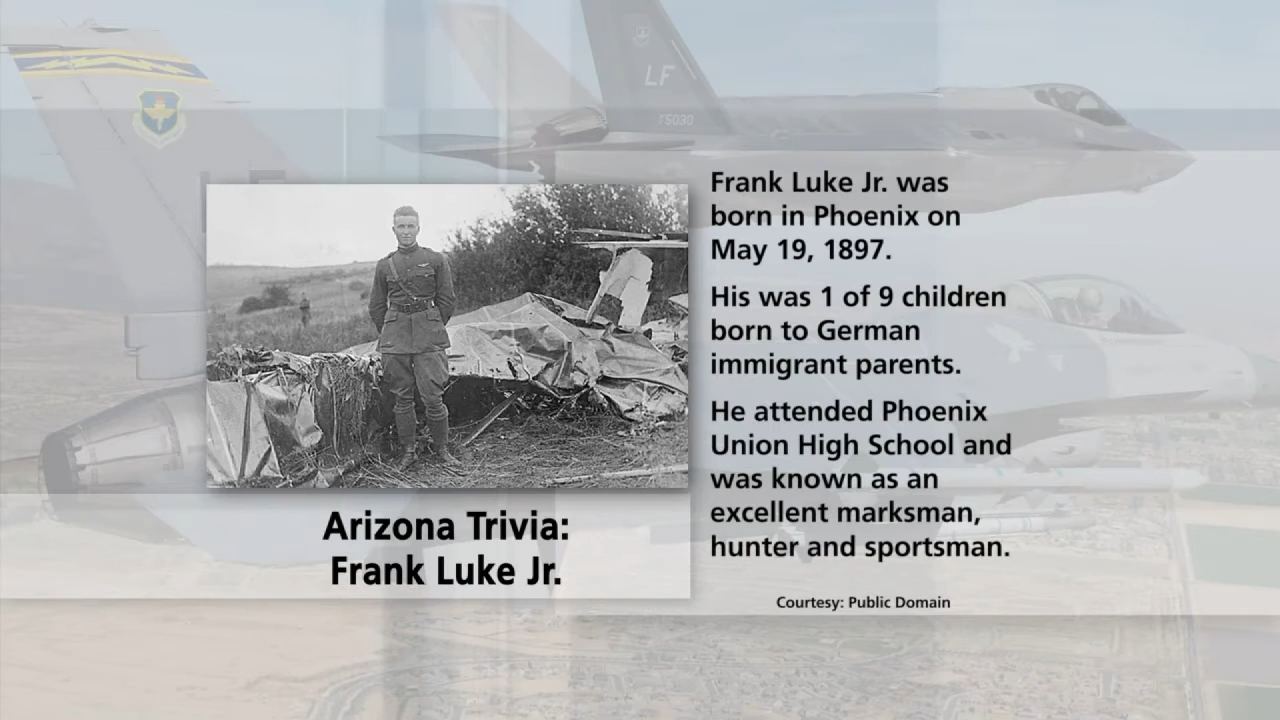 LF
75030
Frank Luke Jr. was
born in Phoenix on
May 19, 1897.
His was 1 of 9 children
born to German
immigrant parents.
He attended Phoenix
Union High School and
was known as an
excellent marksman,
hunter and sportsman.
Courtesy: Public Domain
Arizona Trivia:
Frank Luke Jr.